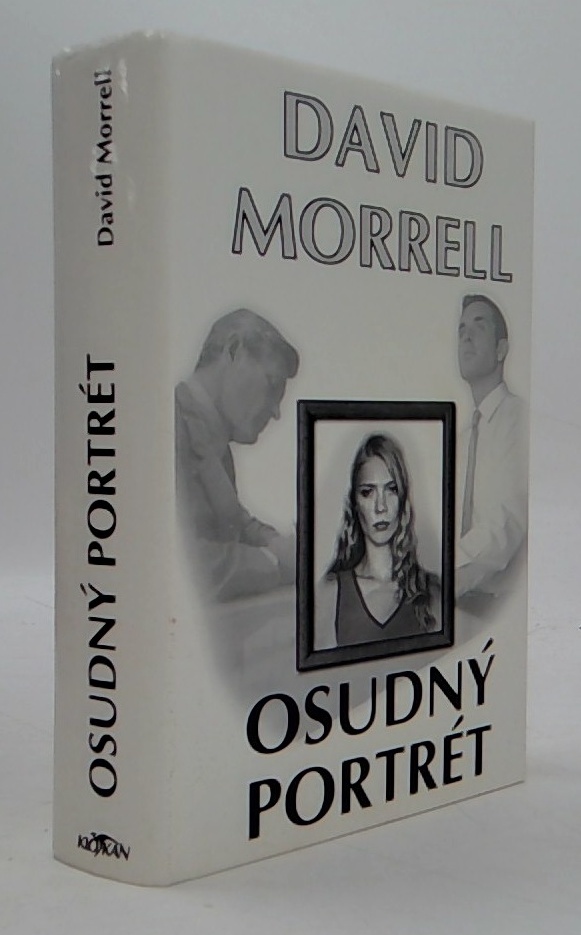 David Morrell
OSUDNÝ PORTRÉT
KLOKAN
DAVID
MORRELL
OSUDNÝ
PORTRÉT